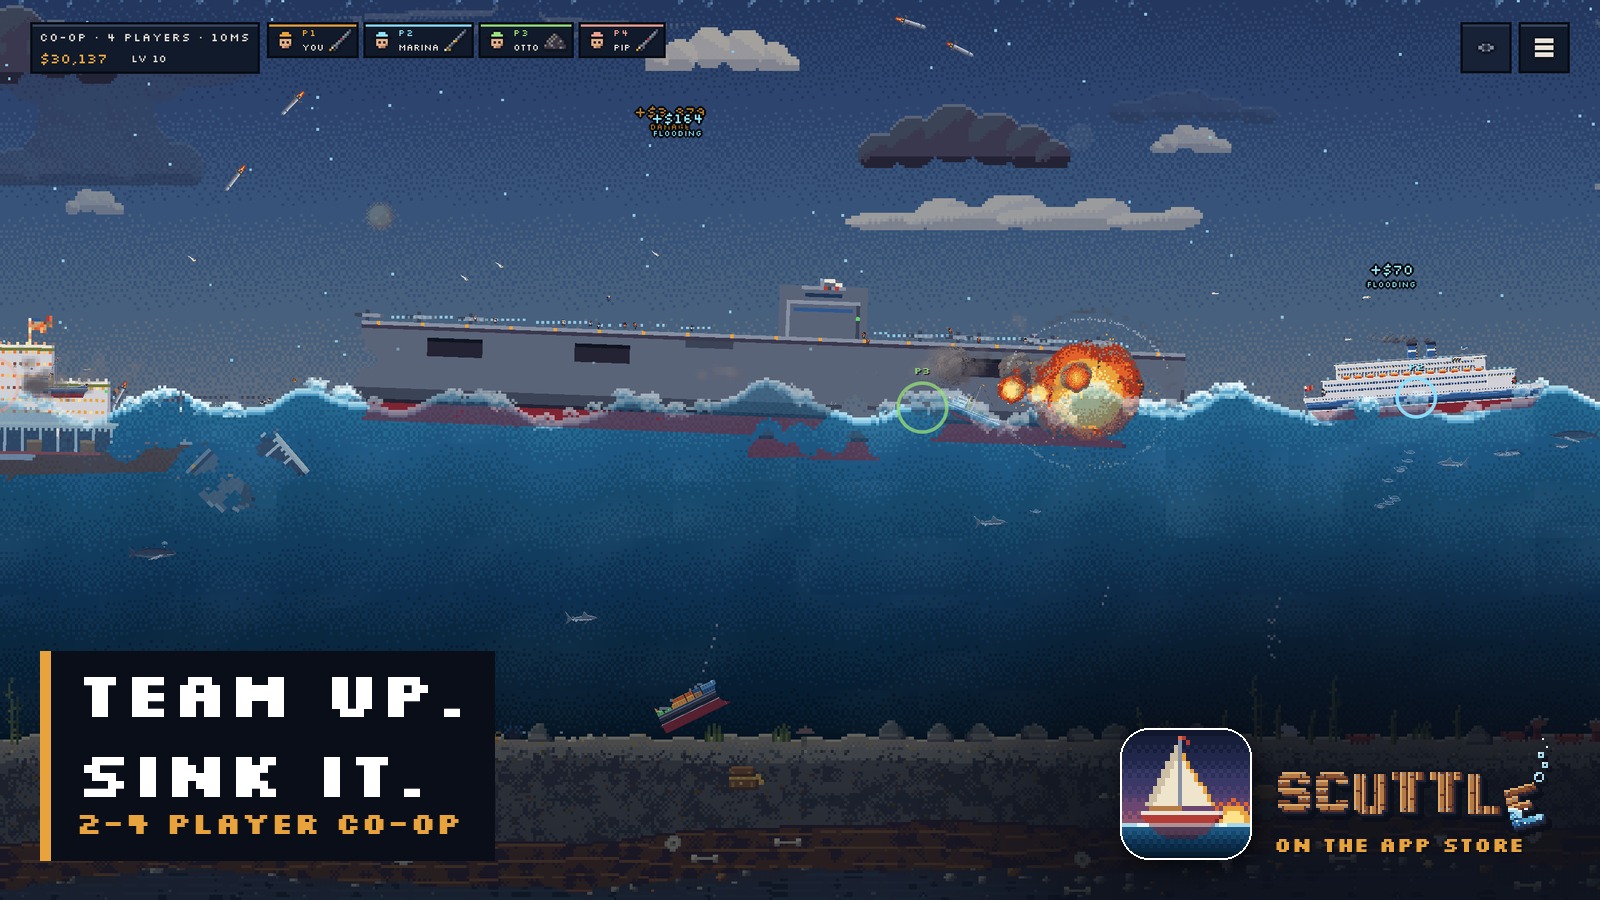 CO-OP · 4 PLAYERS · 10MS
$30,137 LV 10
P1
YOU
P2
MARINA
P3
OTTO
P4
PIP
+$164
FLOODING
+$70
FLOODING
P3
TEAM UP.
SINK IT.
2-4 PLAYER CO-OP
SCUTTLE
ON THE APP STORE